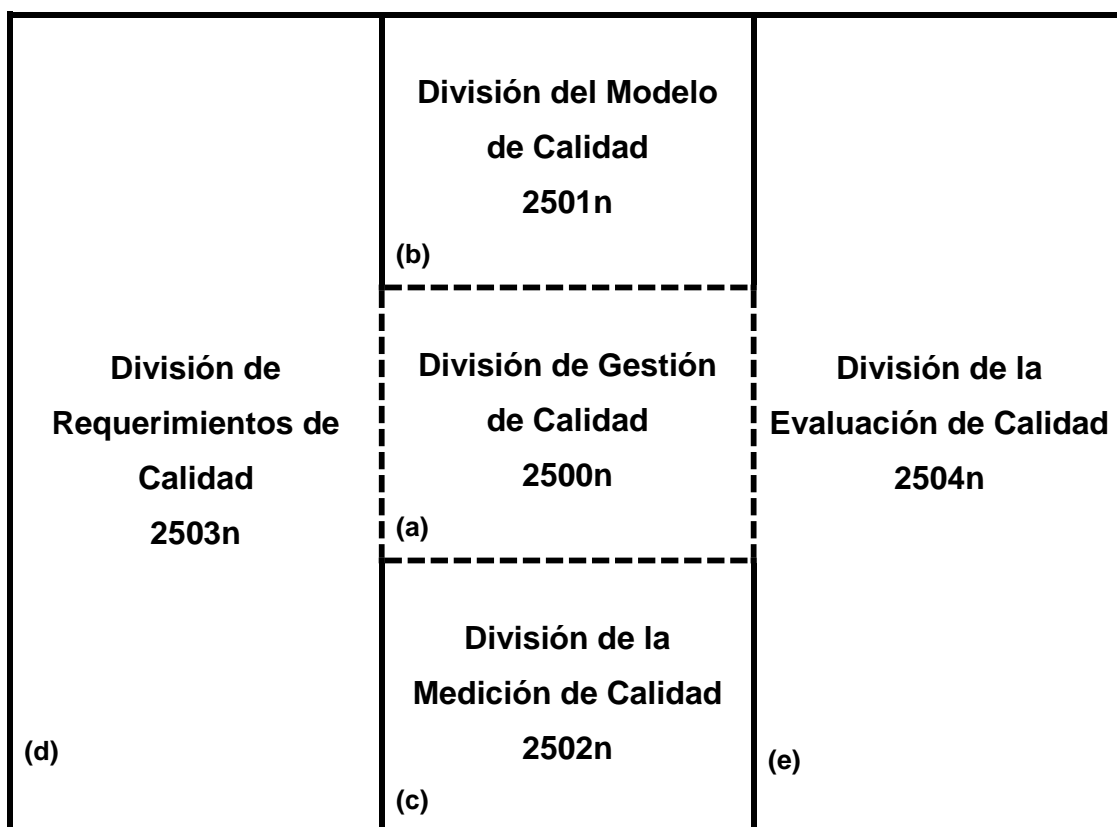 División del Modelo
de Calidad
2501n
(b)
División de
Requerimientos de
Calidad
2503n
(d)
División de Gestión
de Calidad
2500n
(a)
División de la
Evaluación de Calidad
2504n
(e)
División de la
Medición de Calidad
2502n
(c)